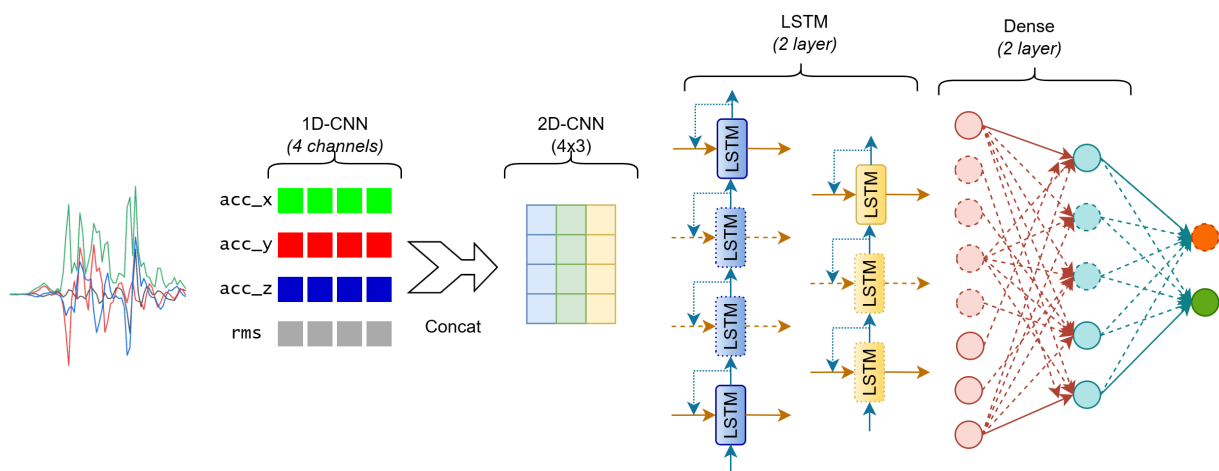 LSTM
(2 layer)
Dense
(2 layer)
1D-CNN
(4 channels)
2D-CNN
(4x3)
acc_x
acc_y
acc_z
rms
Concat
LSTM
LSTM
LSTM
LSTM
LSTM
LSTM
LSTM